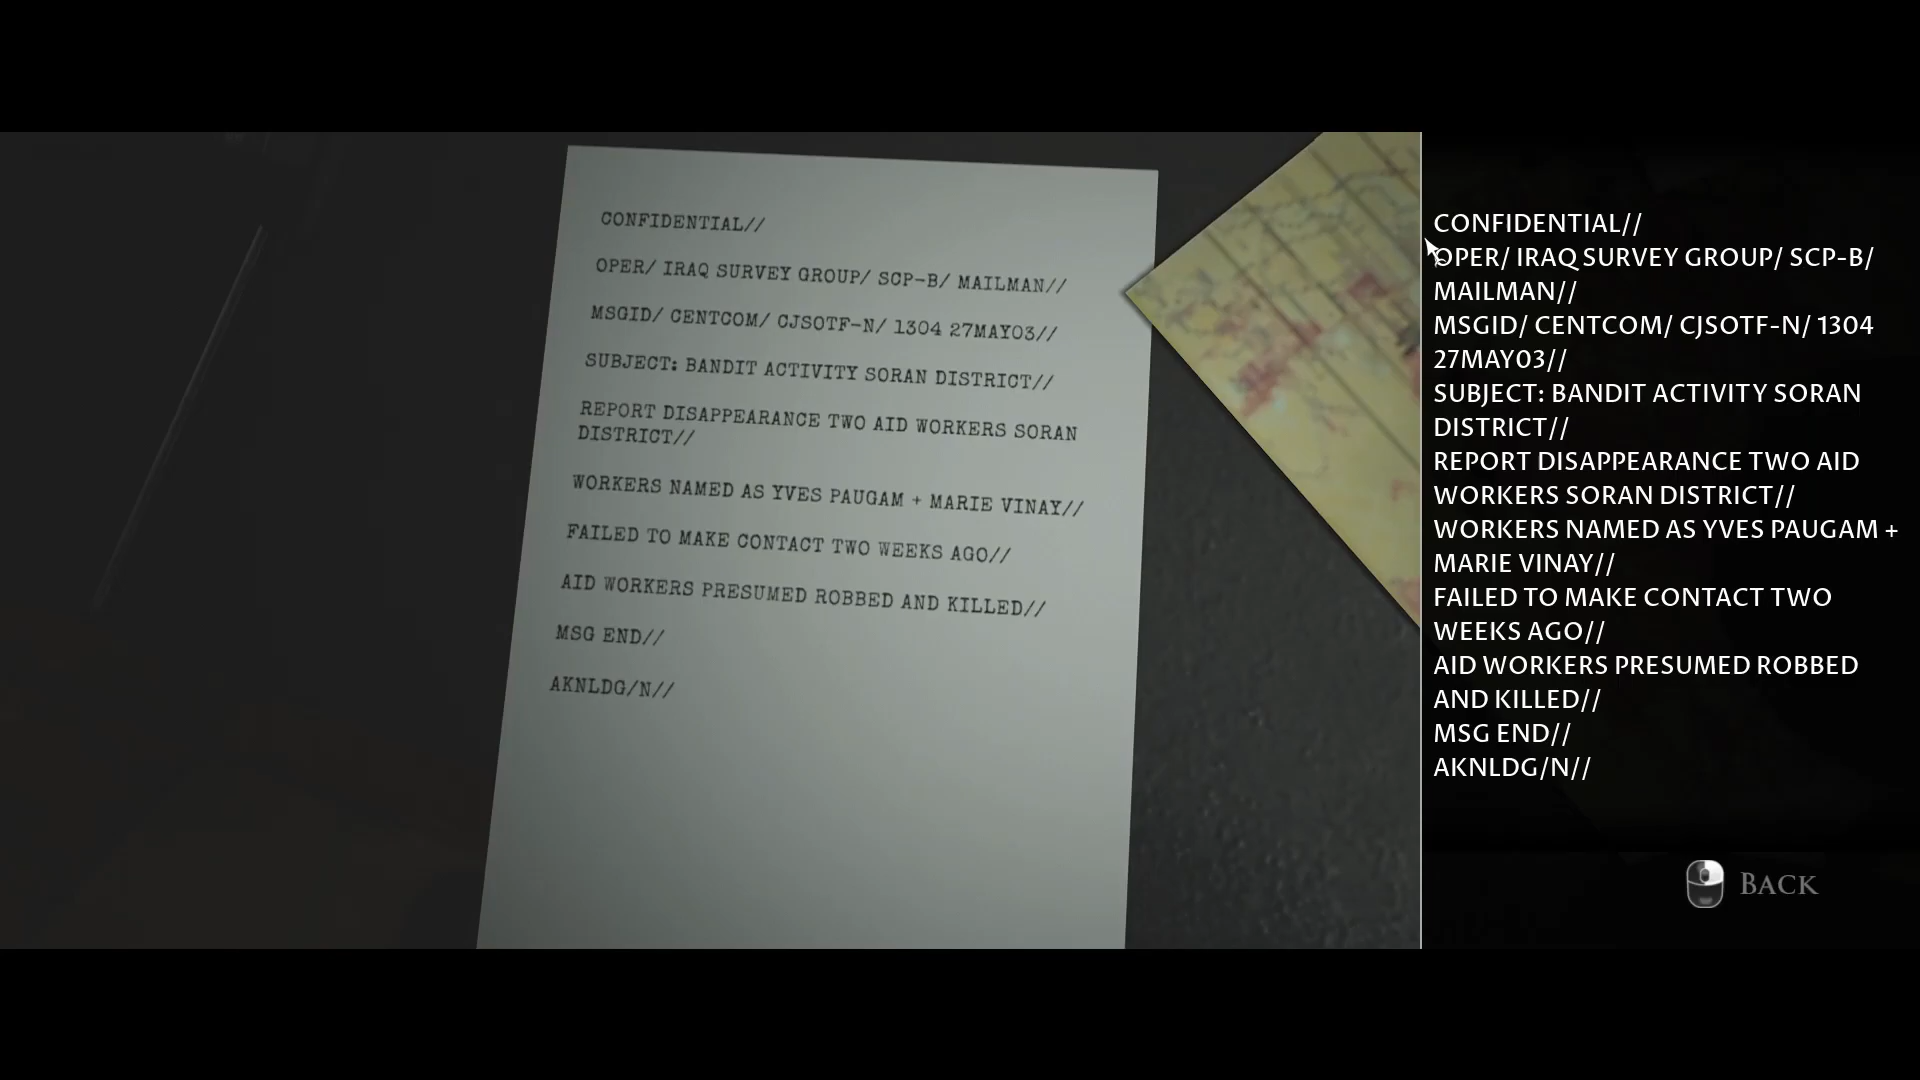 CONFIDENTIAL//
OPER/ IRAQ SURVEY GROUP/ SCP-B/ MAILMAN//
MSGID/ CENTCOM/ CJSOTF-N/ 1304 27MAY03//
SUBJECT: BANDIT ACTIVITY SORAN DISTRICT//
REPORT DISAPPEARANCE TWO AID WORKERS SORAN
DISTRICT//
WORKERS NAMED AS YVES PAUGAM + MARIE VINAY//
FAILED TO MAKE CONTACT TWO WEEKS AGO//
AID WORKERS PRESUMED ROBBED AND KILLED//
MSG END//
AKNLDG/N//
CONFIDENTIAL//
OPER/ IRAQ SURVEY GROUP/ SCP-B/
MAILMAN//
MSGID/ CENTCOM/ CJSOTF-N/ 1304
27MAY03//
SUBJECT: BANDIT ACTIVITY SORAN
DISTRICT//
REPORT DISAPPEARANCE TWO AID
WORKERS SORAN DISTRICT//
WORKERS NAMED AS YVES PAUGAM +
MARIE VINAY//
FAILED TO MAKE CONTACT TWO
WEEKS AGO//
AID WORKERS PRESUMED ROBBED
AND KILLED//
MSG END//
AKNLDG/N//
BACK